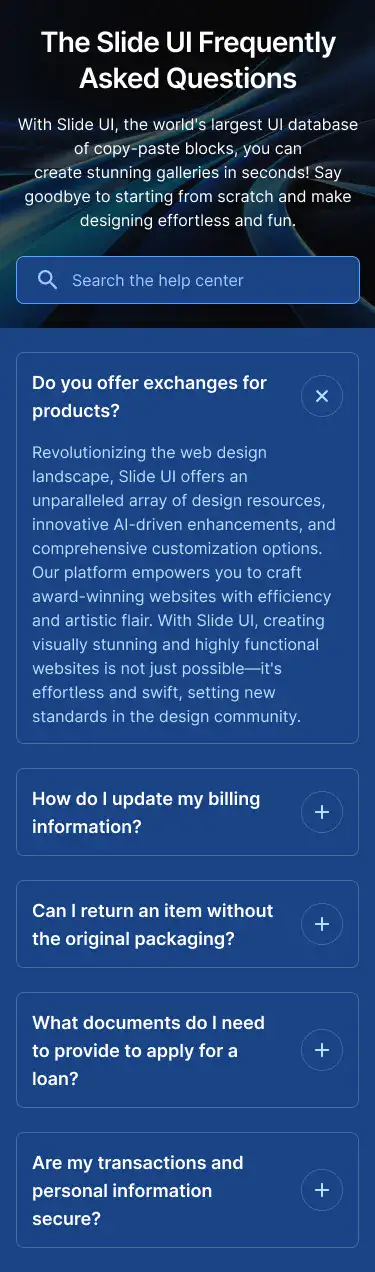 The Slide UI Frequently
Asked Questions
With Slide UI, the world's largest UI database
of copy-paste blocks, you can
create stunning galleries in seconds! Say
goodbye to starting from scratch and make
designing effortless and fun.
Search the help center
Do you offer exchanges for
products?
Revolutionizing the web design
landscape, Slide UI offers an
unparalleled array of design resources,
innovative AI-driven enhancements, and
comprehensive customization options.
Our platform empowers you to craft
award-winning websites with efficiency
and artistic flair. With Slide UI, creating
visually stunning and highly functional
websites is not just possible—it's
effortless and swift, setting new
standards in the design community.
How do I update my billing
information?
Can I return an item without
the original packaging?
What documents do I need
to provide to apply for a
loan?
Are my transactions and
personal information
secure?